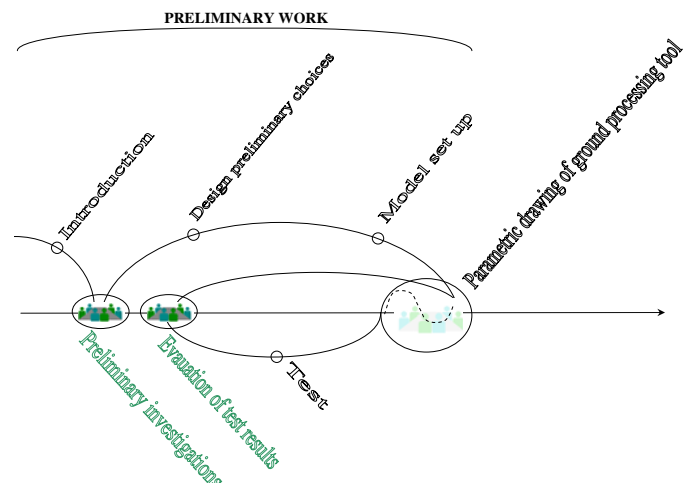 PRELIMINARY WORK
Introduction
Design preliminary choices
Model set up
Parametric drawing of ground processing tool
Preliminary investigations
Evauation of test results
Test